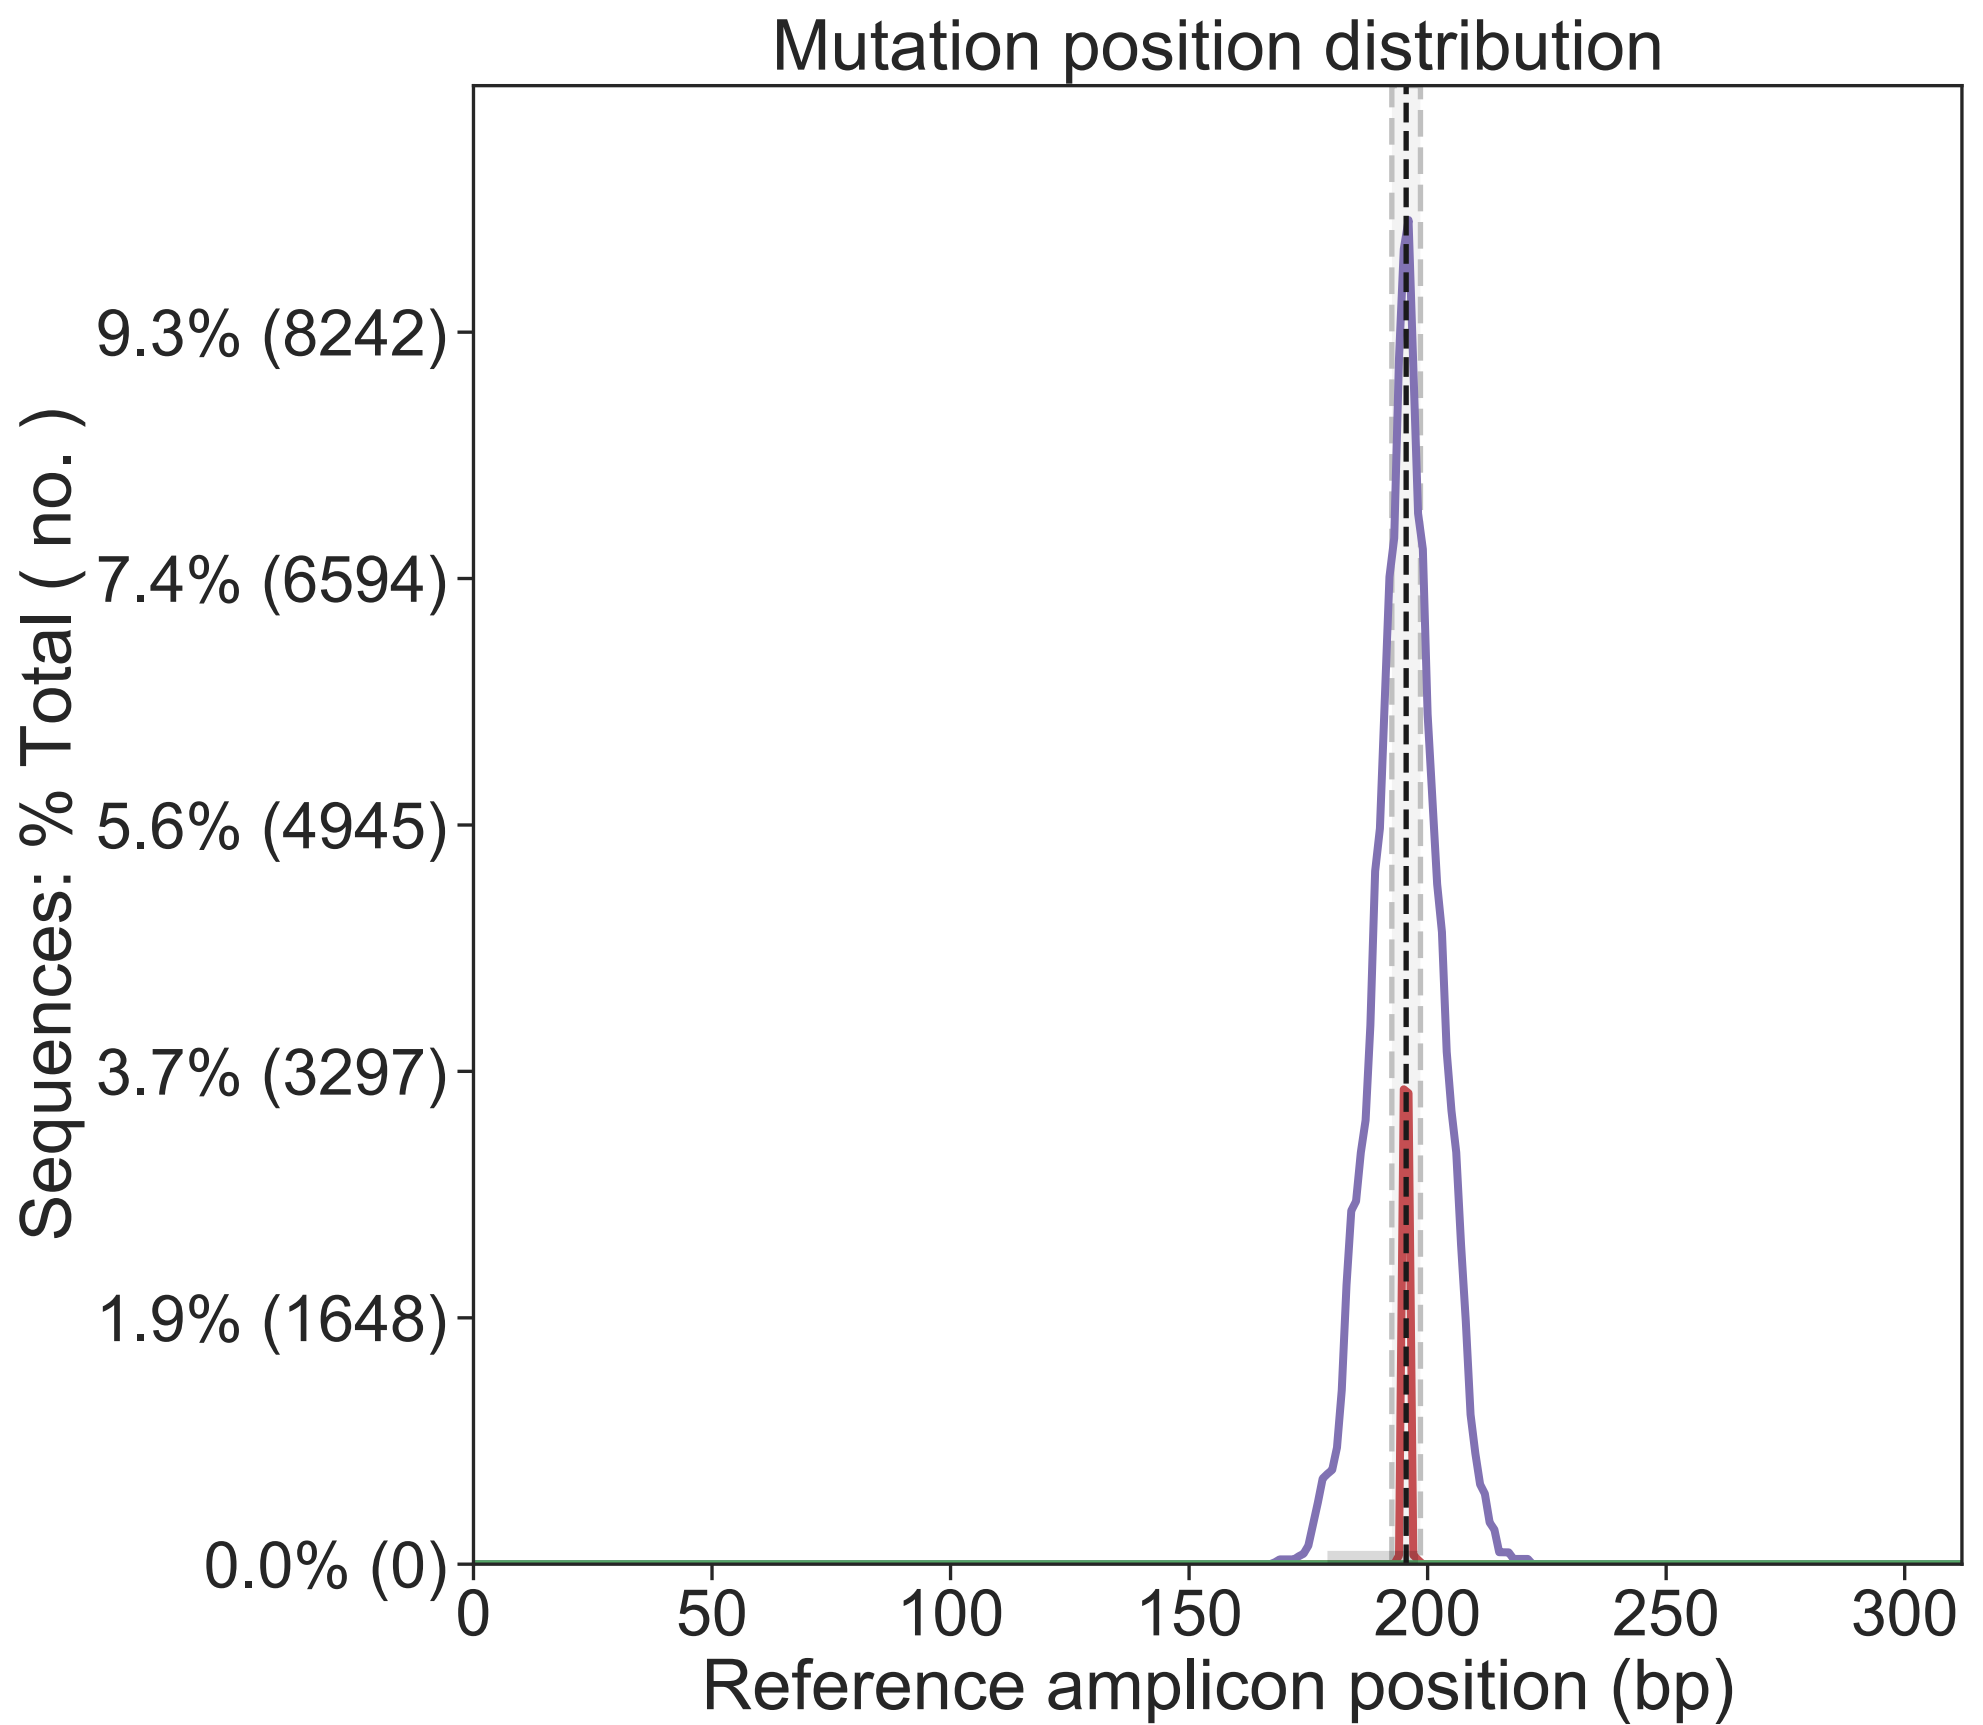 Mutation position distribution
Sequences: % Total ( no. )
9.3% (8242)
7.4% (6594)
5.6% (4945)
3.7% (3297)
1.9% (1648)
0.0% (0)
0 50 100 150 200 250 300
Reference amplicon position (bp)